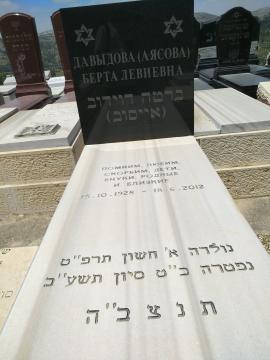 ДАВЫДОВА (АЯСОВА)
БЕРТА ЛЕВИЕВНА
ברטה דוידוב
(אייסוב)
ПОМНИМ, ЛЮБИМ,
СКОРБИМ, ДЕТИ,
ВНУКИ, РОДНЫЕ
И БЛИЗКИЕ
15.10.1928 - 18.6.2012
נולדה א' חשון תרפ"ט
נפטרה כ"ט סיון תשע"ב
ת נ צ ב "ה